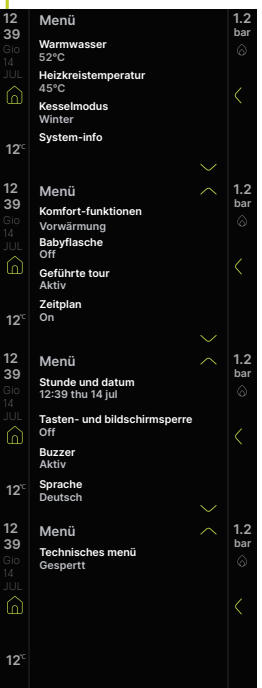 12
39
Gio
14
JUL
12°C
Menü
Warmwasser
52°C
Heizkreistemperatur
45°C
Kesselmodus
Winter
System-info
1.2
bar
12
39
Gio
14
JUL
12°C
Menü
Komfort-funktionen
Vorwärmung
Babyflasche
Off
Geführte tour
Aktiv
Zeitplan
On
1.2
bar
12
39
Gio
14
JUL
12°C
Menü
Stunde und datum
12:39 thu 14 jul
Tasten- und bildschirmsperre
Off
Buzzer
Aktiv
Sprache
Deutsch
1.2
bar
12
39
Gio
14
JUL
12°C
Menü
Technisches menü
Gespertt
1.2
bar